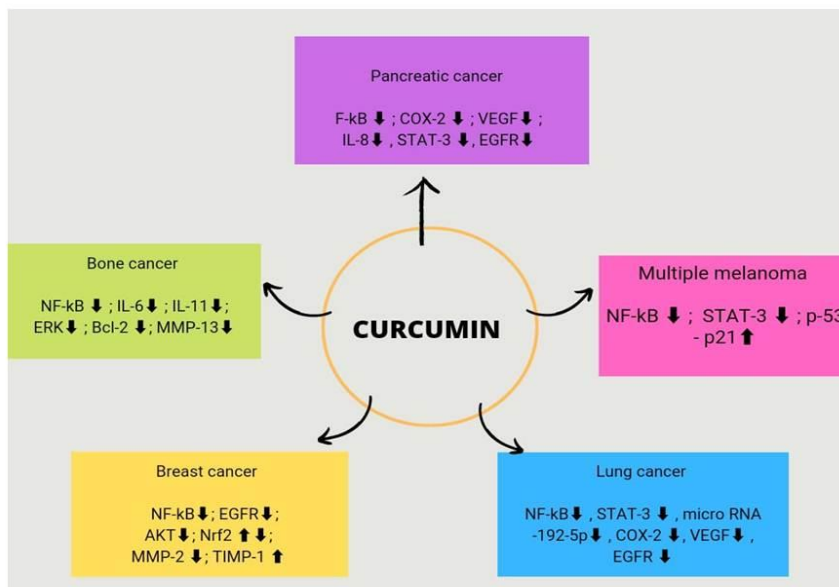 Pancreatic cancer
F-kB ⬇ ; COX-2 ⬇ ; VEGF⬇ ;
IL-8⬇ , STAT-3 ⬇, EGFR⬇
Bone cancer
NF-kB ⬇ ; IL-6⬇ ; IL-11⬇;
ERK⬇ ; Bcl-2 ⬇ ; MMP-13⬇
Multiple melanoma
NF-kB ⬇ ; STAT-3 ⬇ ; p-53
- p21⬆
CURCUMIN
Breast cancer
NF-kB⬇; EGFR⬇;
AKT⬇; Nrf2 ⬆⬇;
MMP-2 ⬇; TIMP-1 ⬆
Lung cancer
NF-kB⬇ , STAT-3 ⬇ , micro RNA
-192-5p⬇ , COX-2 ⬇, VEGF⬇ ,
EGFR ⬇